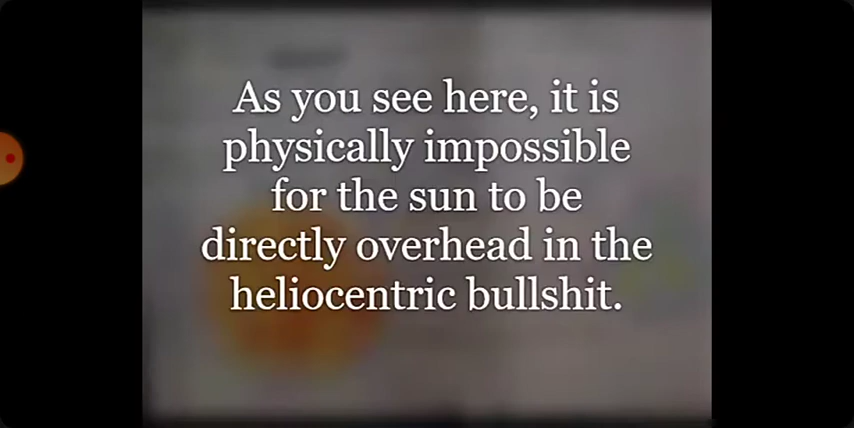 As you see here, it is
physically impossible
for the sun to be
directly overhead in the
heliocentric bullshit.